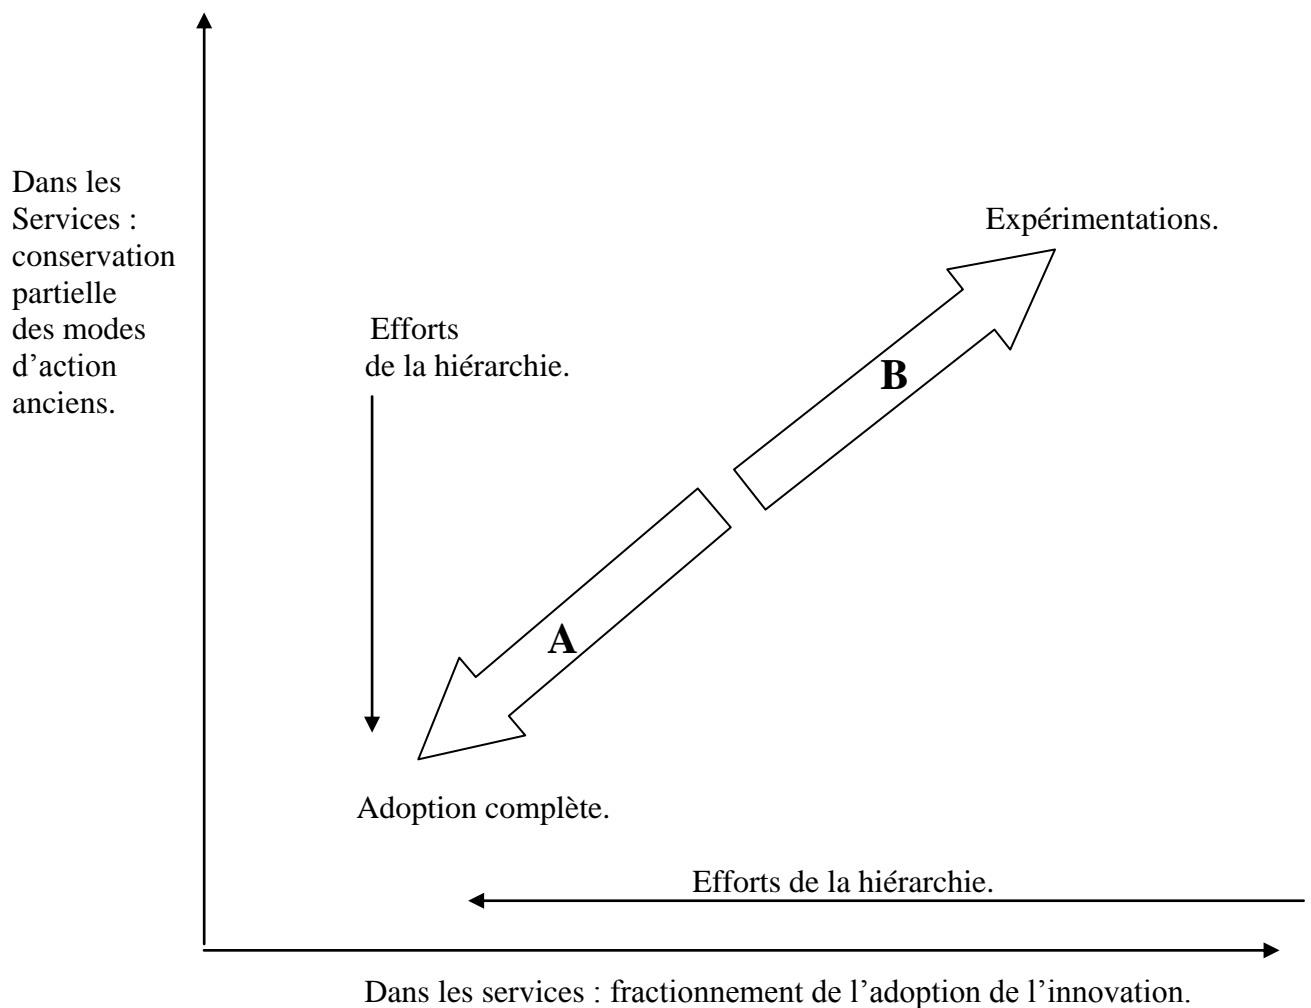 Dans les
Services :
conservation
partielle
des modes
d’action
anciens.
Expérimentations.
Efforts
de la hiérarchie.
B
A
Adoption complète.
Efforts de la hiérarchie.
Dans les services : fractionnement de l’adoption de l’innovation.